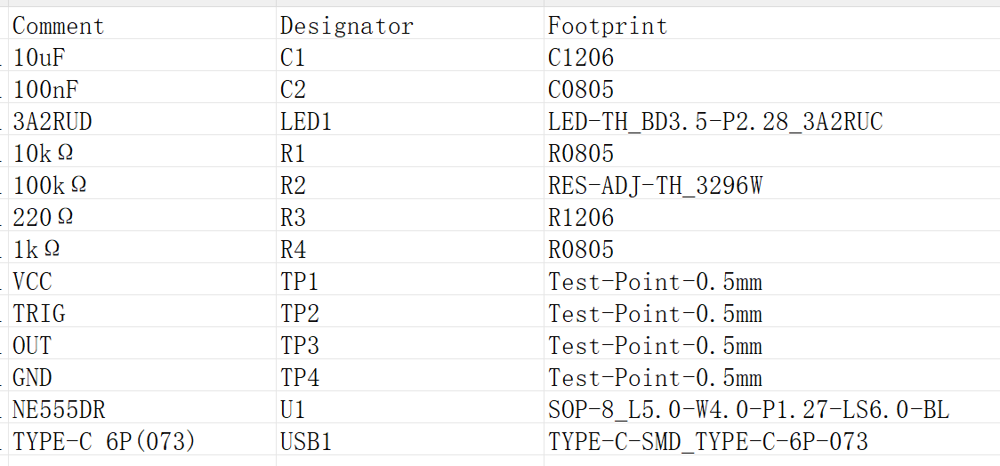 Comment Designator Footprint
10uF C1 C1206
100nF C2 C0805
3A2RUD LED1 LED-TH_BD3.5-P2.28_3A2RUC
10kΩ R1 R0805
100kΩ R2 RES-ADJ-TH_3296W
220Ω R3 R1206
1kΩ R4 R0805
VCC TP1 Test-Point-0.5mm
TRIG TP2 Test-Point-0.5mm
OUT TP3 Test-Point-0.5mm
GND TP4 Test-Point-0.5mm
NE555DR U1 SOP-8_L5.0-W4.0-P1.27-LS6.0-BL
TYPE-C 6P(073) USB1 TYPE-C-SMD_TYPE-C-6P-073